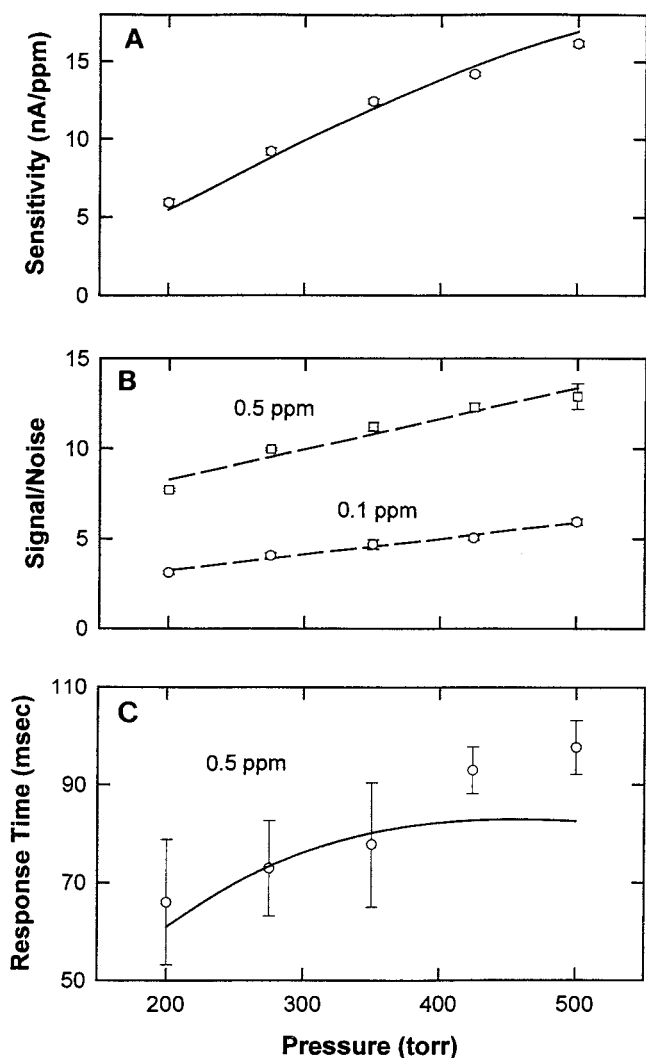 A
Sensitivity (nA/ppm)
15
10
5
0
B
Signal/Noise
15
10
5
0
0.5 ppm
0.1 ppm
C
Response Time (msec)
110
90
70
50
0.5 ppm
200 300 400 500
Pressure (torr)